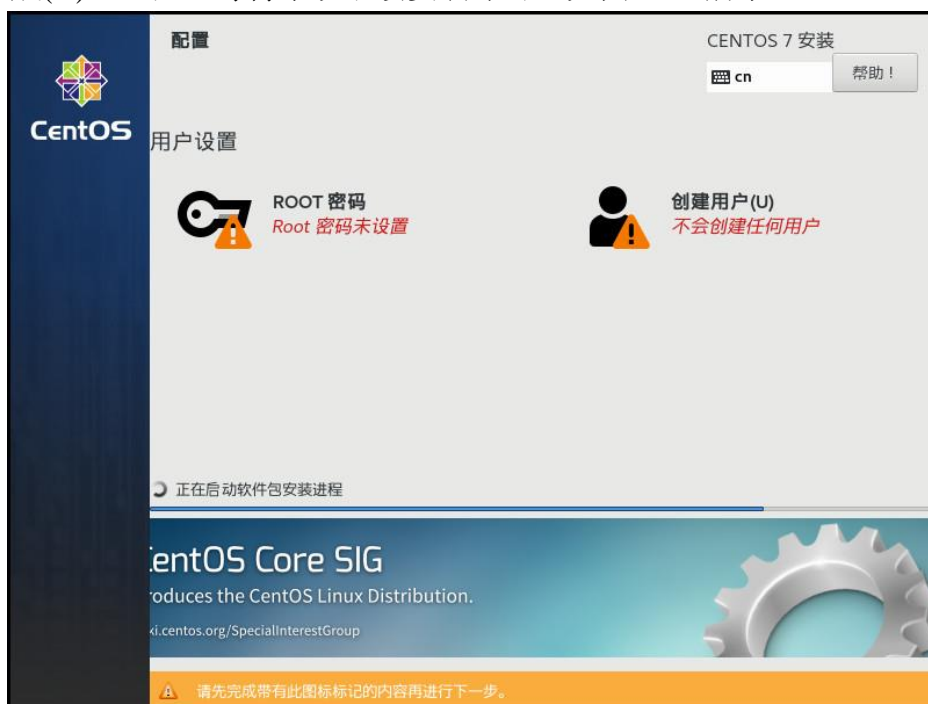 配置
CENTOS 7 安装
cn
帮助！
CentOS
用户设置
ROOT 密码
Root 密码未设置
创建用户(U)
不会创建任何用户
正在启动软件包安装进程
entOS Core SIG
oduces the CentOS Linux Distribution.
ki.centos.org/SpecialInterestGroup
请先完成带有此图标标记的内容再进行下一步。